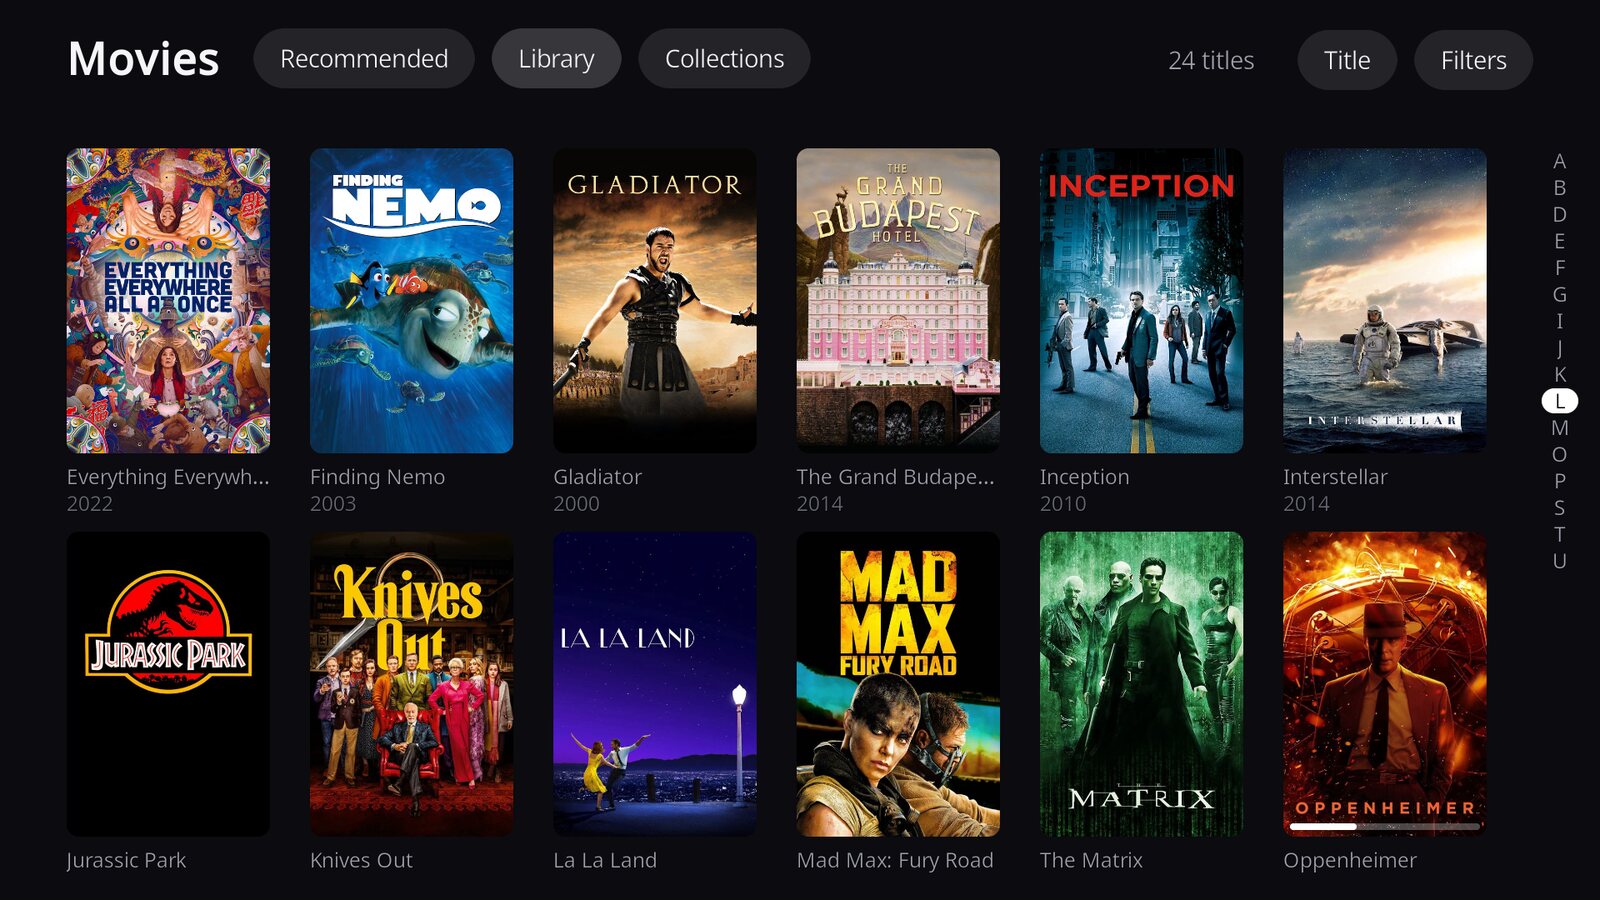 Movies
Recommended
Library
Collections
24 titles
Title
Filters
EVERYTHING
EVERYWHERE
ALL AT ONCE
FINDING
NEMO
GLADIATOR
THE
GRAND
BUDAPEST
HOTEL
INCEPTION
INTERSTELLAR
Everything Everywh...
2022
Finding Nemo
2003
Gladiator
2000
The Grand Budape...
2014
Inception
2010
Interstellar
2014
JURASSIC PARK
Knives
Out
LA LA LAND
MAD
MAX
FURY ROAD
THE
MATRIX
OPPENHEIMER
Jurassic Park
Knives Out
La La Land
Mad Max: Fury Road
The Matrix
Oppenheimer
A
B
D
E
F
G
I
J
K
L
M
O
P
S
T
U